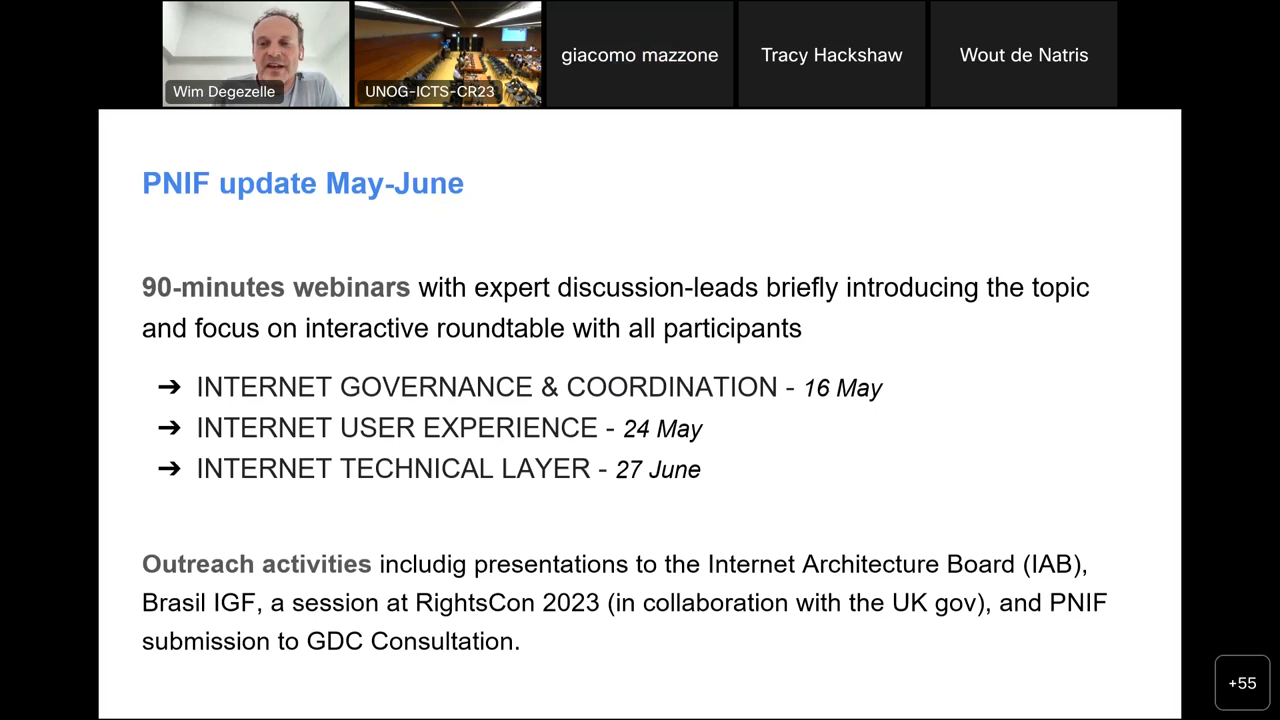 Wim Degezelle
UNOG-ICTS-CR23
giacomo mazzone
Tracy Hackshaw
Wout de Natris
PNIF update May-June
90-minutes webinars with expert discussion-leads briefly introducing the topic
and focus on interactive roundtable with all participants
➔ INTERNET GOVERNANCE & COORDINATION - 16 May
➔ INTERNET USER EXPERIENCE - 24 May
➔ INTERNET TECHNICAL LAYER - 27 June
Outreach activities includig presentations to the Internet Architecture Board (IAB),
Brasil IGF, a session at RightsCon 2023 (in collaboration with the UK gov), and PNIF
submission to GDC Consultation.
+55